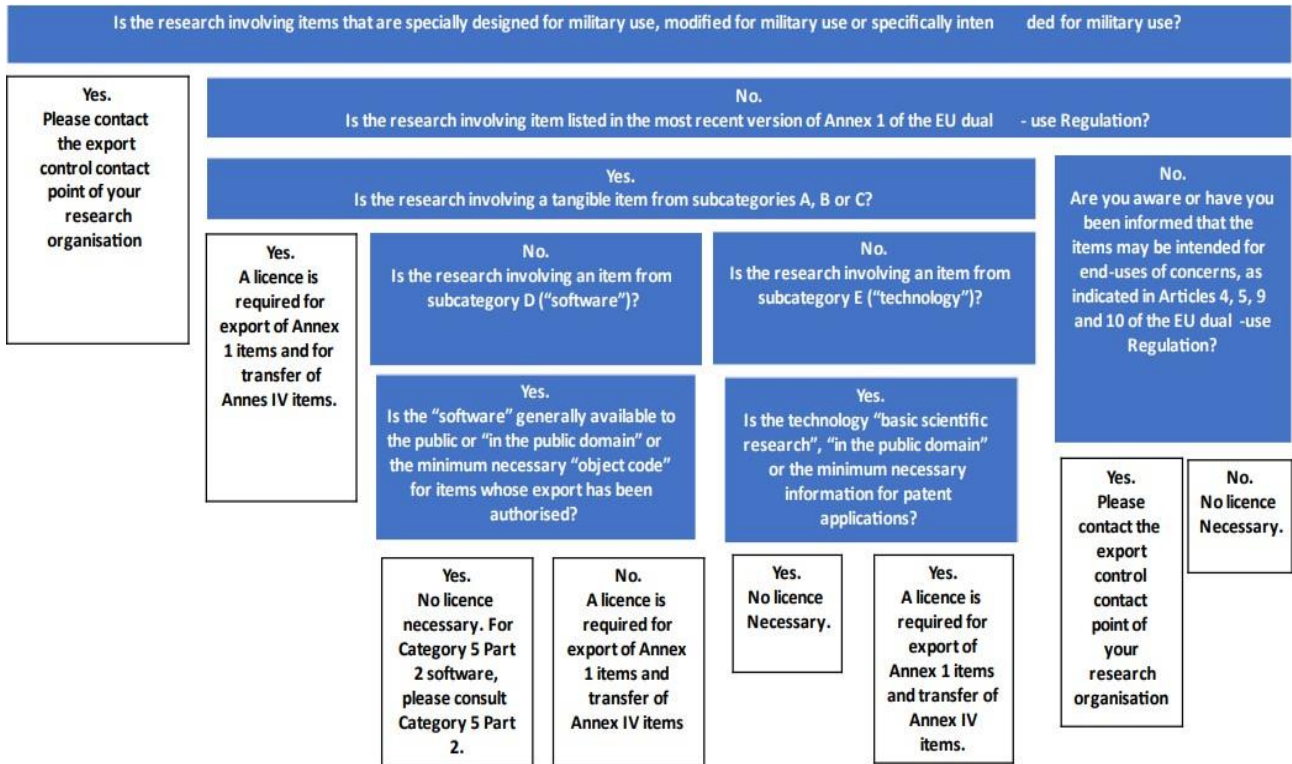 Is the research involving items that are specially designed for military use, modified for military use or specifically inten ded for military use?
Yes.
Please contact
the export
control contact
point of your
research
organisation
No.
Is the research involving item listed in the most recent version of Annex 1 of the EU dual - use Regulation?
Yes.
Is the research involving a tangible item from subcategories A, B or C?
No.
Are you aware or have you
been informed that the
items may be intended for
end-uses of concerns, as
indicated in Articles 4, 5, 9
and 10 of the EU dual -use
Regulation?
Yes.
A licence is
required for
export of Annex
1 items and for
transfer of
Annes IV items.
No.
Is the research involving an item from
subcategory D (“software”)?
No.
Is the research involving an item from
subcategory E (“technology”)?
Yes.
Is the “software” generally available to
the public or “in the public domain” or
the minimum necessary “object code”
for items whose export has been
authorised?
Yes.
Is the technology “basic scientific
research”, “in the public domain”
or the minimum necessary
information for patent
applications?
Yes.
No licence
necessary. For
Category 5 Part
2 software,
please consult
Category 5 Part
2.
No.
A licence is
required for
export of Annex
1 items and
transfer of
Annex IV items
Yes.
No licence
Necessary.
Yes.
A licence is
required for
export of
Annex 1 items
and transfer of
Annex IV
items.
Yes.
Please
contact the
export
control
contact
point of
your
research
organisation
No.
No licence
Necessary.